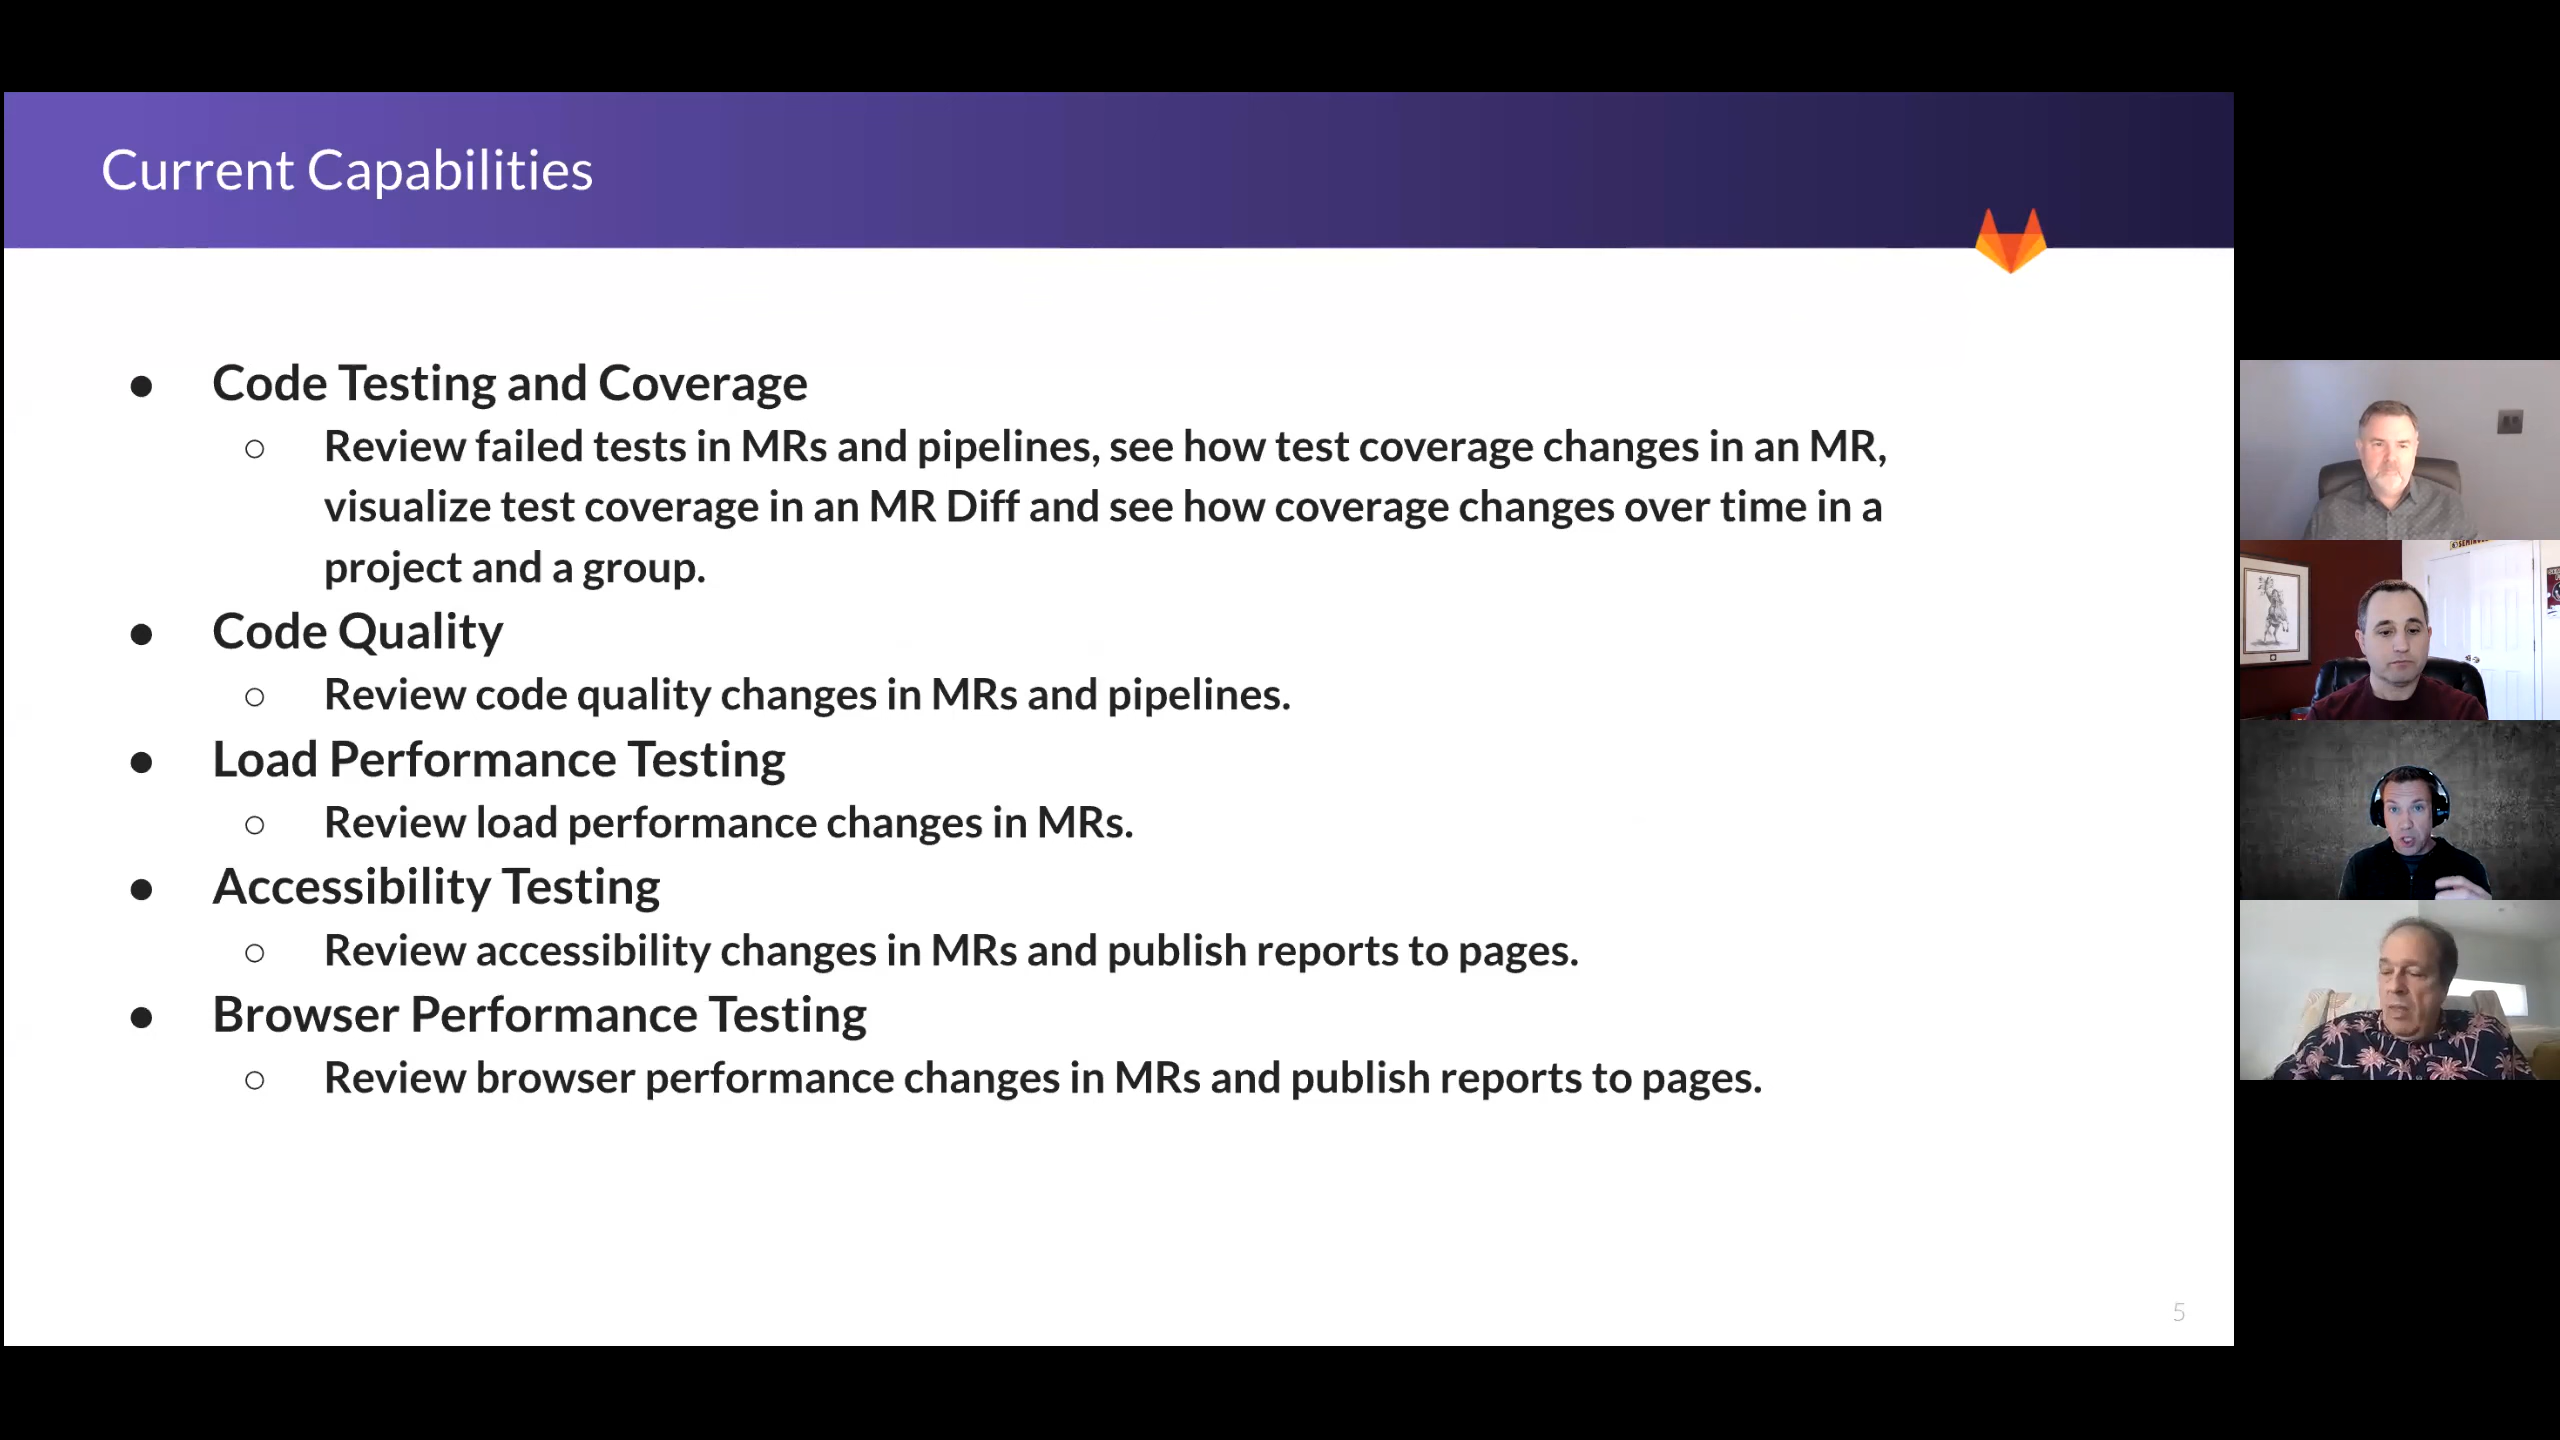 Current Capabilities
● Code Testing and Coverage
○ Review failed tests in MRs and pipelines, see how test coverage changes in an MR,
visualize test coverage in an MR Diff and see how coverage changes over time in a
project and a group.
● Code Quality
○ Review code quality changes in MRs and pipelines.
● Load Performance Testing
○ Review load performance changes in MRs.
● Accessibility Testing
○ Review accessibility changes in MRs and publish reports to pages.
● Browser Performance Testing
○ Review browser performance changes in MRs and publish reports to pages.
5